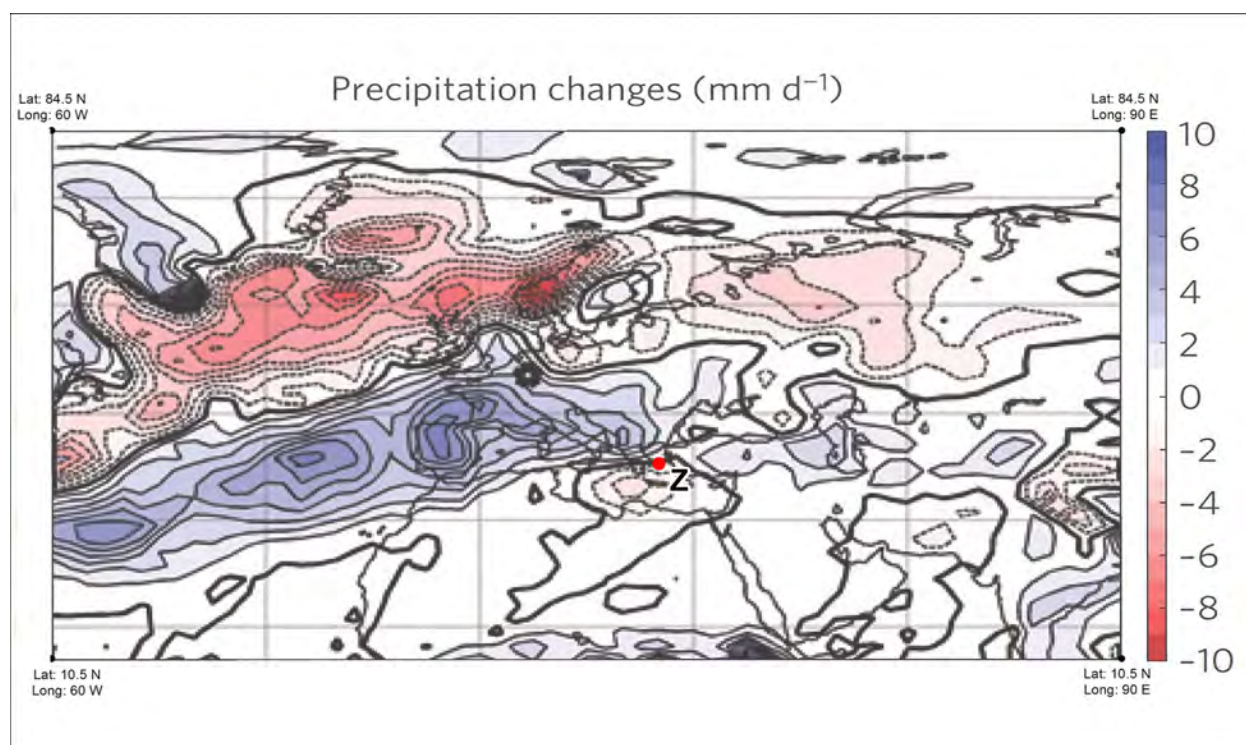 Precipitation changes (mm d⁻¹)
Lat: 84.5 N
Long: 60 W
Lat: 84.5 N
Long: 90 E
10
8
6
4
2
0
−2
−4
−6
−8
−10
Z
Lat: 10.5 N
Long: 60 W
Lat: 10.5 N
Long: 90 E